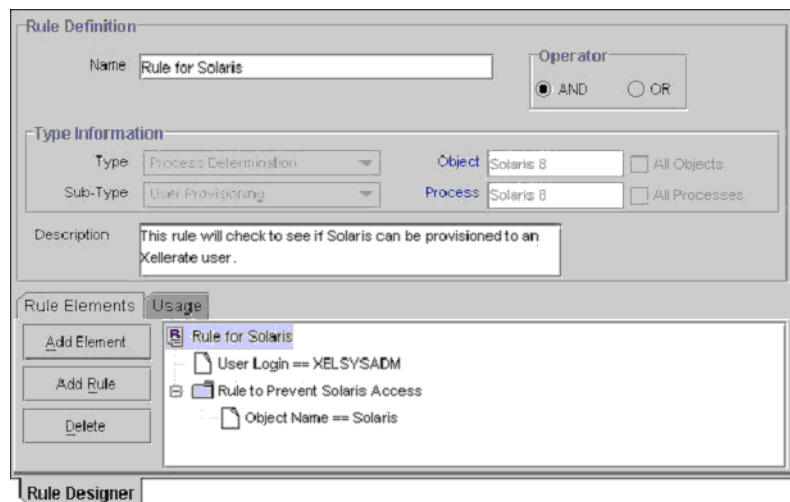 Rule Definition
Name Rule for Solaris
Operator
AND OR
Type Information
Type Process Determination Object Solaris 8 All Objects
Sub-Type User Provisioning Process Solaris 8 All Processes
Description This rule will check to see if Solaris can be provisioned to an
Xellerate user.
Rule Elements Usage
Add Element
Add Rule
Delete
Rule for Solaris
User Login == XELSYSADM
Rule to Prevent Solaris Access
Object Name == Solaris
Rule Designer